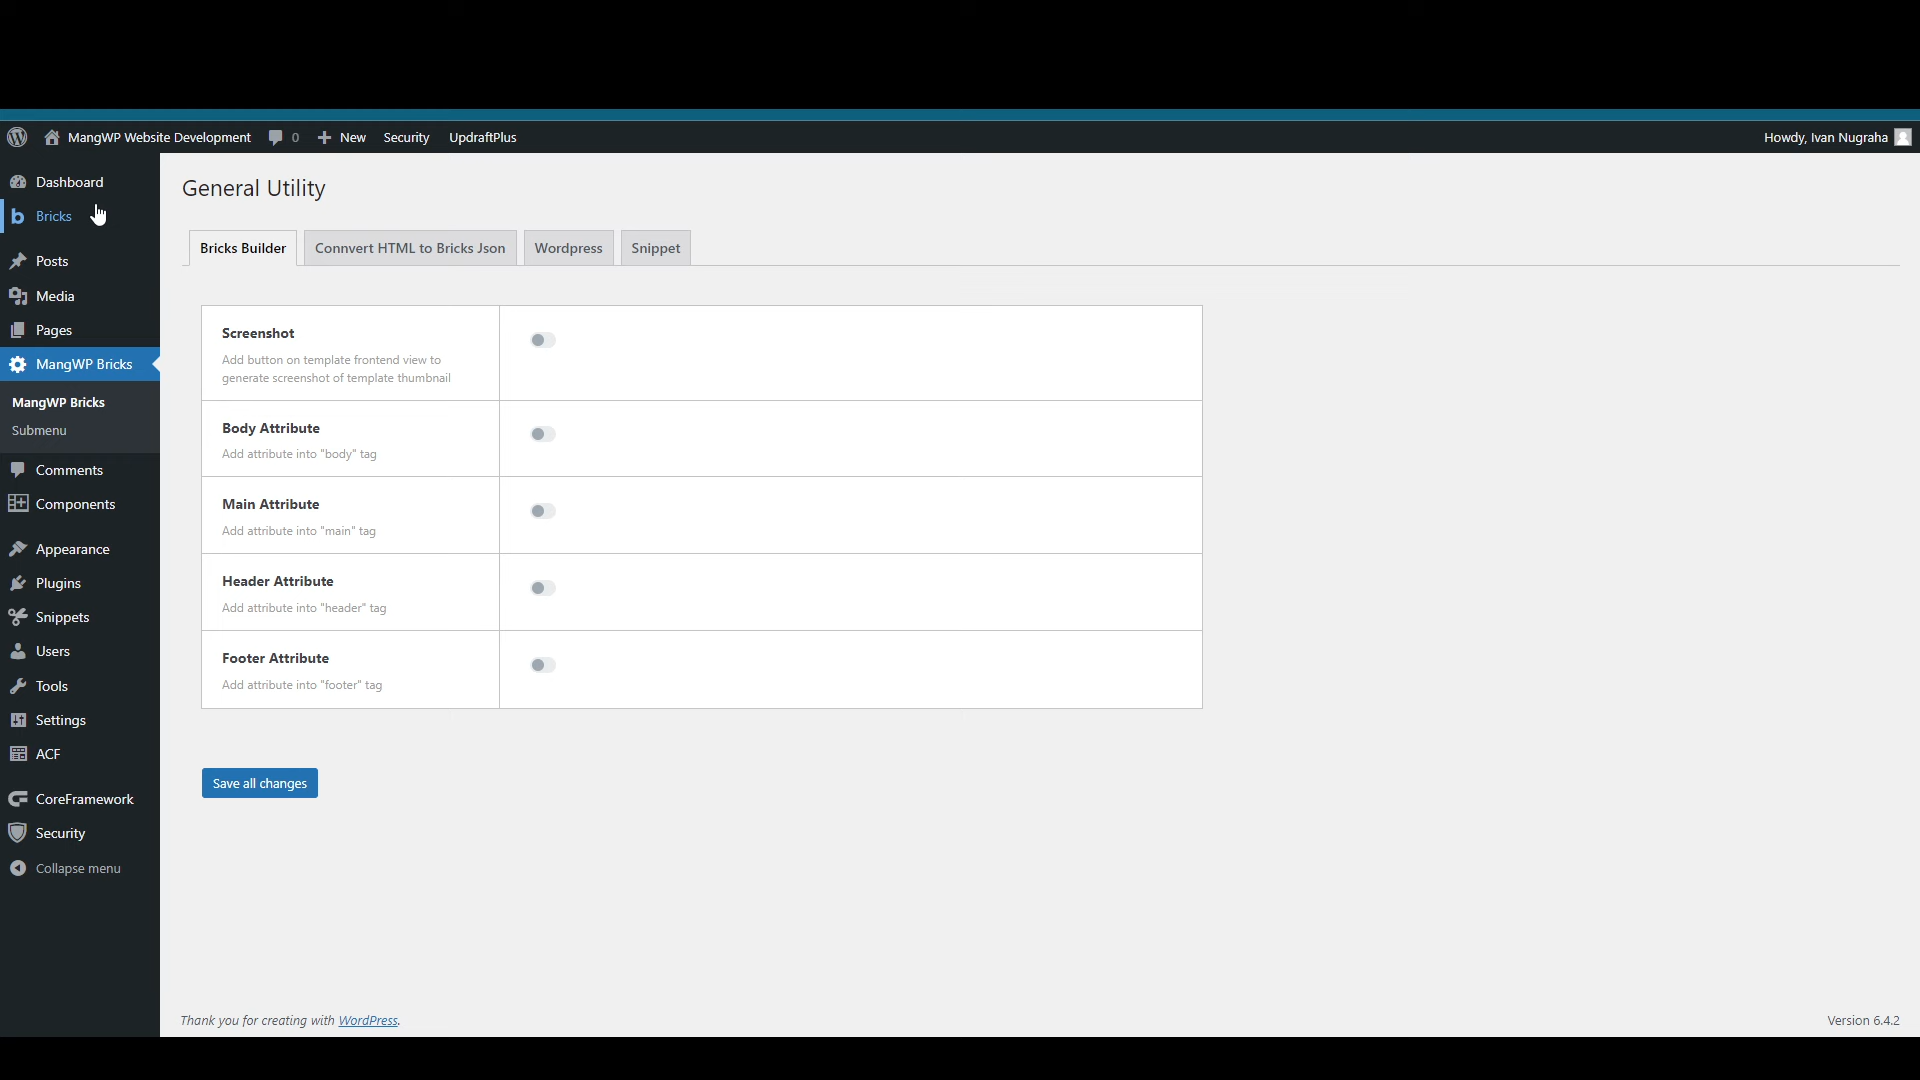 MangWP Website Development 0 New Security UpdraftPlus Howdy, Ivan Nugraha
Dashboard
Bricks
Posts
Media
Pages
MangWP Bricks
MangWP Bricks
Submenu
Comments
Components
Appearance
Plugins
Snippets
Users
Tools
Settings
ACF
CoreFramework
Security
Collapse menu
General Utility
Bricks Builder Connvert HTML to Bricks Json Wordpress Snippet
Screenshot
Add button on template frontend view to
generate screenshot of template thumbnail
Body Attribute
Add attribute into "body" tag
Main Attribute
Add attribute into "main" tag
Header Attribute
Add attribute into "header" tag
Footer Attribute
Add attribute into "footer" tag
Save all changes
Thank you for creating with WordPress. Version 6.4.2